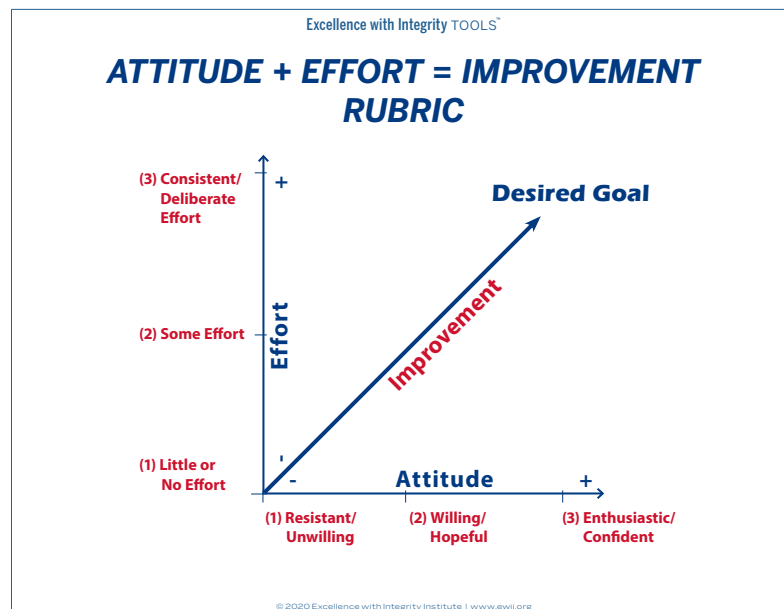 Excellence with Integrity TOOLS™
ATTITUDE + EFFORT = IMPROVEMENT
RUBRIC
(3) Consistent/
Deliberate
Effort
+
Desired Goal
Improvement
Effort
(2) Some Effort
(1) Little or
No Effort
-
-
Attitude
+
(1) Resistant/
Unwilling
(2) Willing/
Hopeful
(3) Enthusiastic/
Confident
© 2020 Excellence with Integrity Institute | www.ewii.org